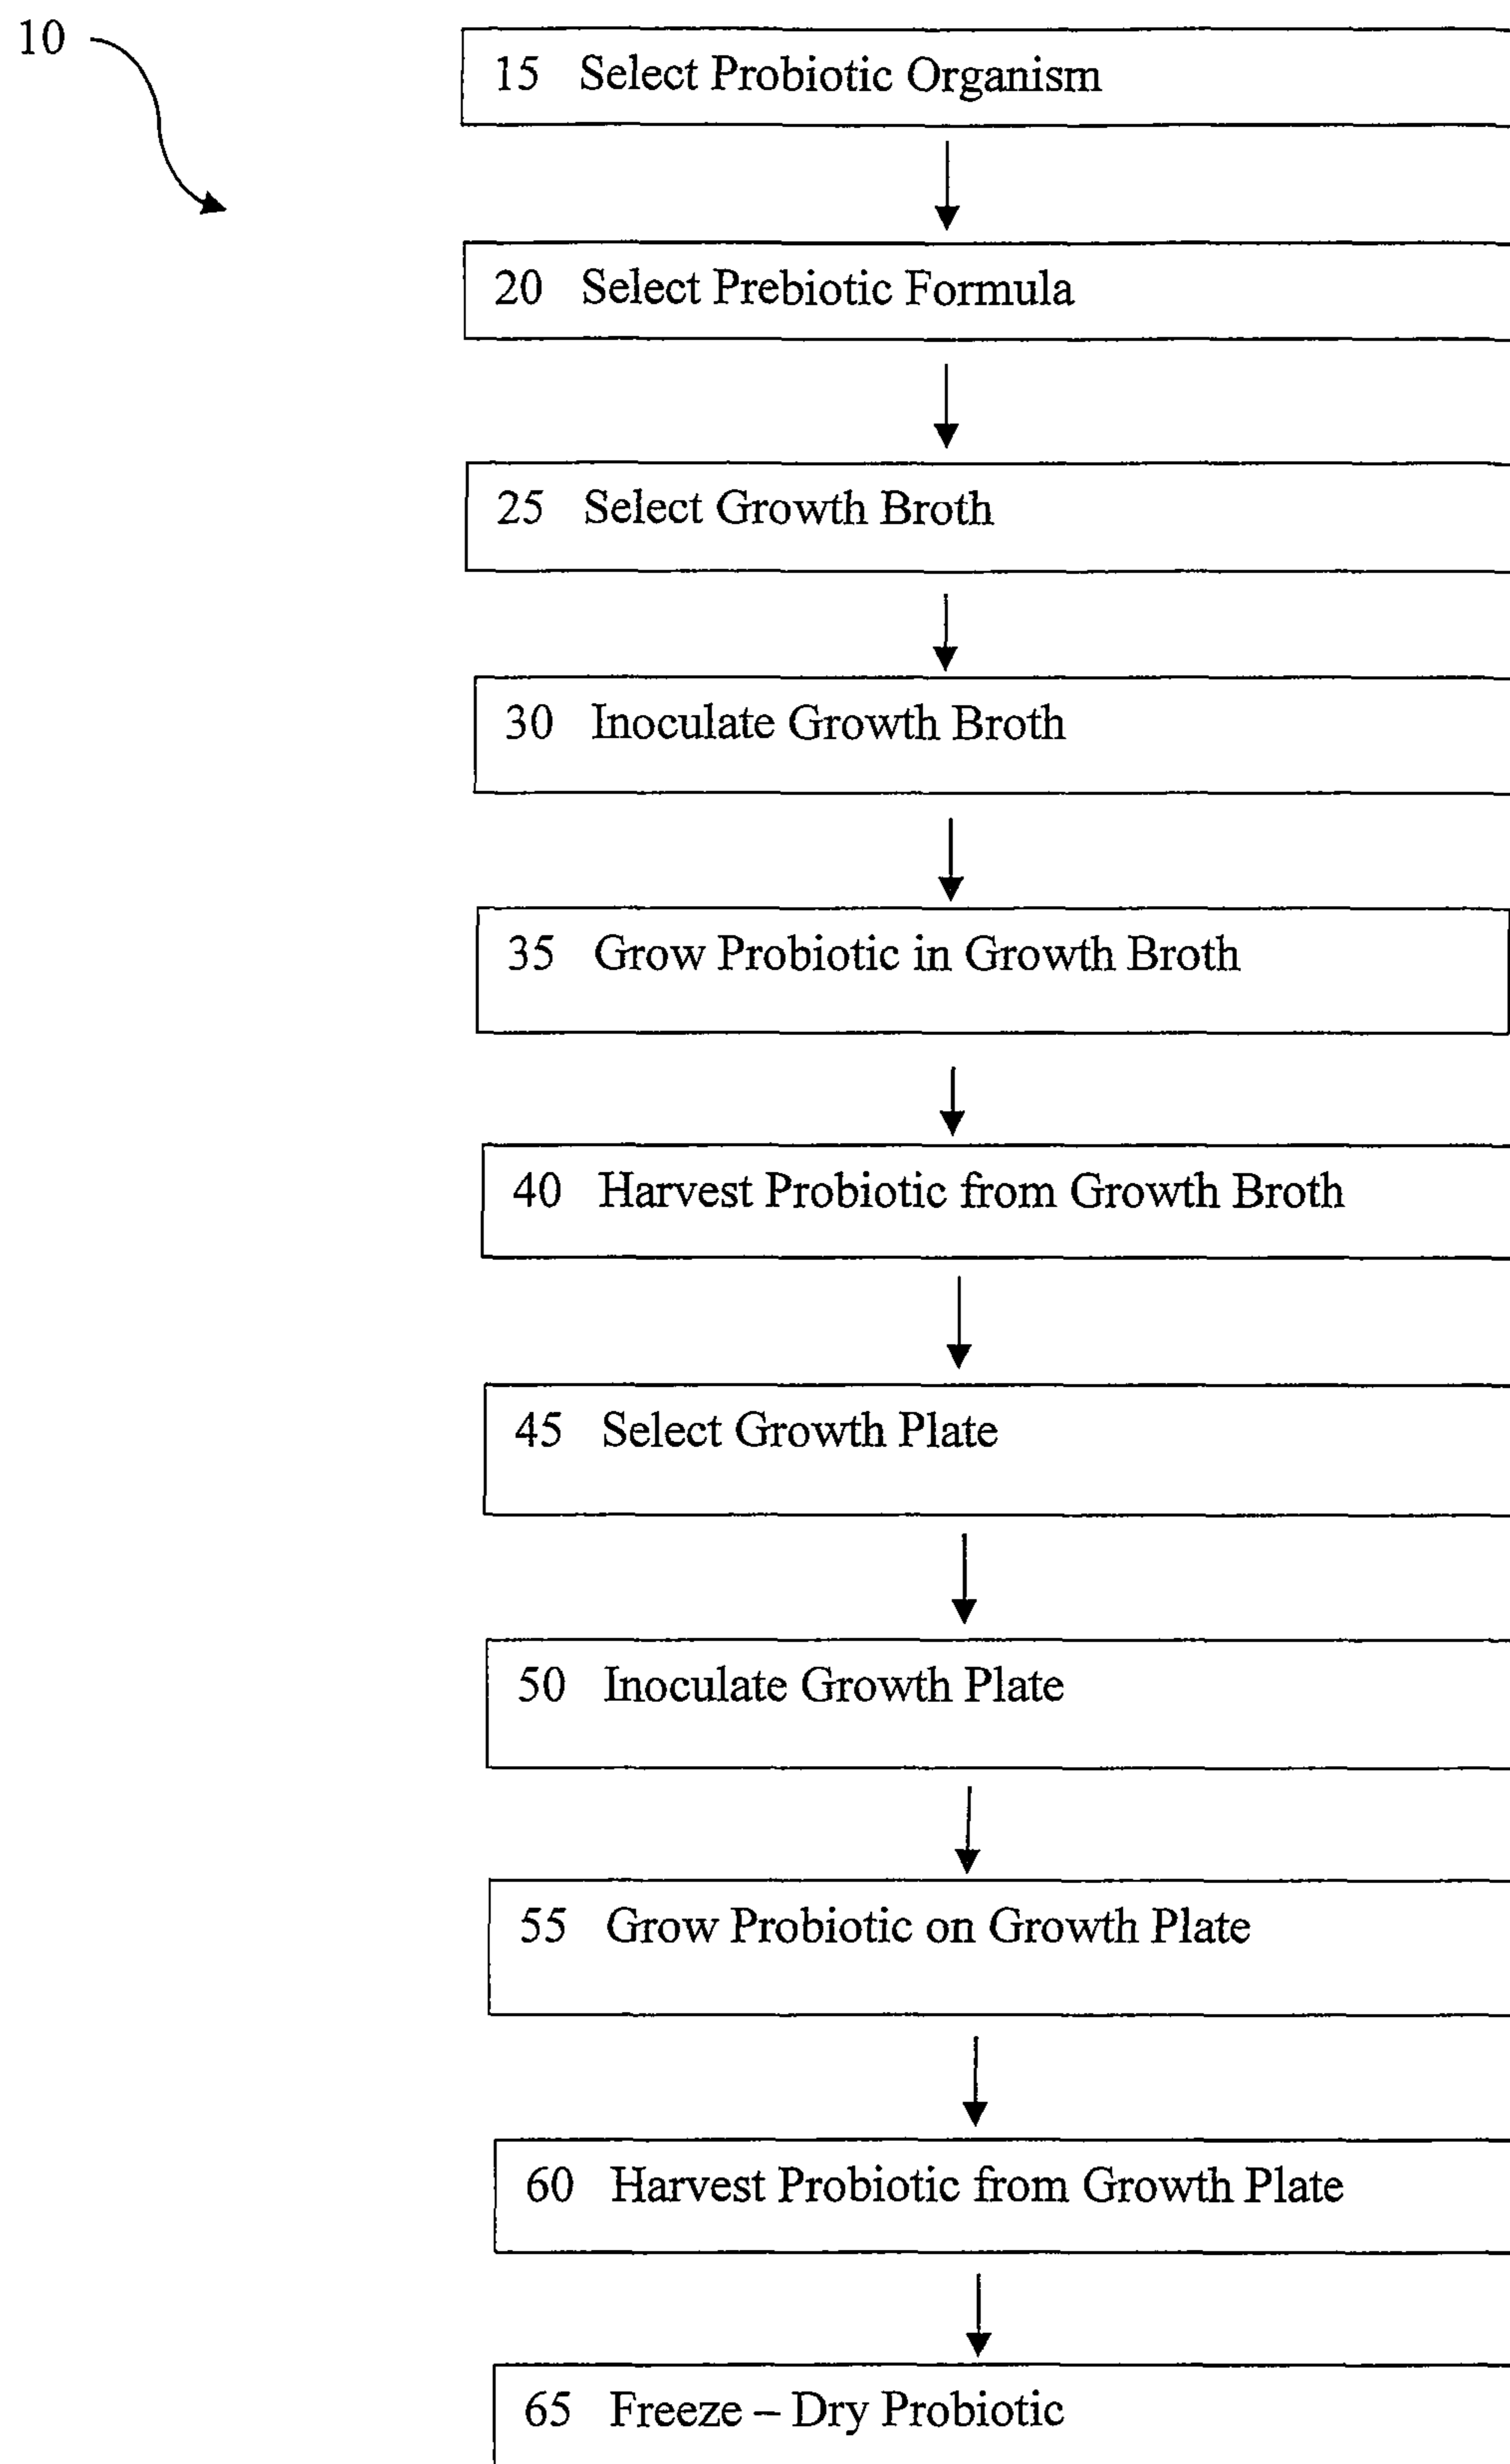 10
15 Select Probiotic Organism
20 Select Prebiotic Formula
25 Select Growth Broth
30 Inoculate Growth Broth
35 Grow Probiotic in Growth Broth
40 Harvest Probiotic from Growth Broth
45 Select Growth Plate
50 Inoculate Growth Plate
55 Grow Probiotic on Growth Plate
60 Harvest Probiotic from Growth Plate
65 Freeze – Dry Probiotic